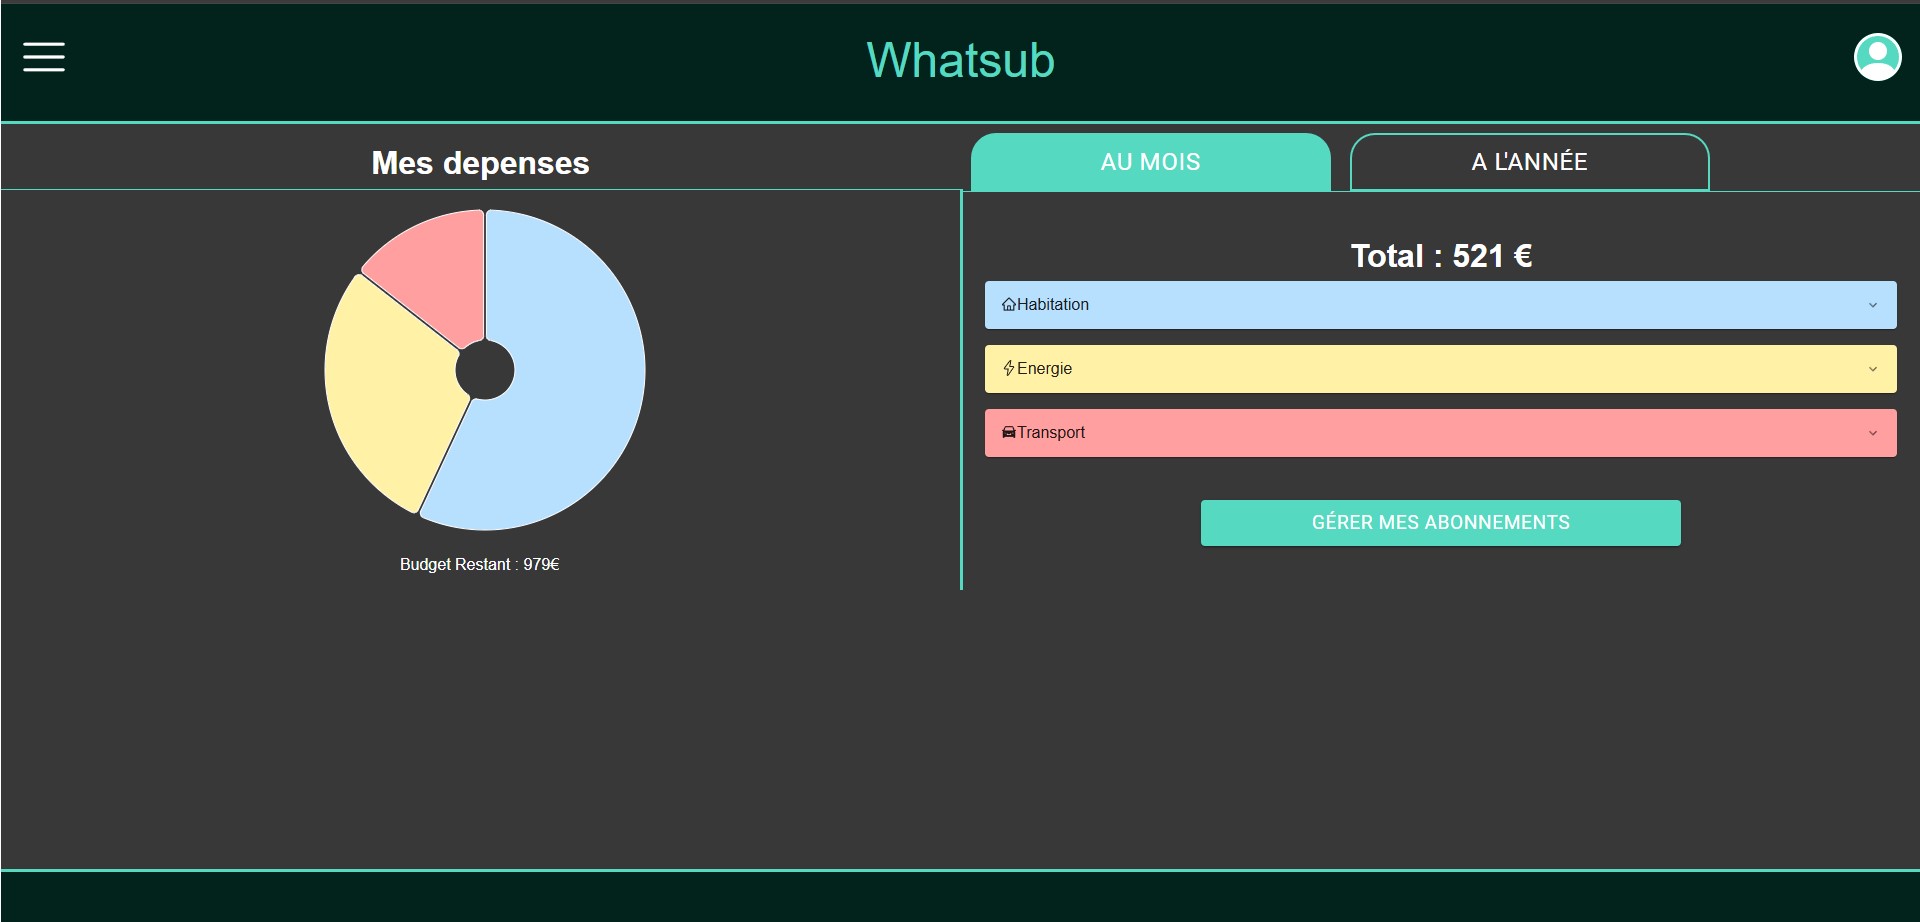 Whatsub
Mes depenses
AU MOIS
A L'ANNÉE
Budget Restant : 979€
Total : 521 €
Habitation
Energie
Transport
GÉRER MES ABONNEMENTS